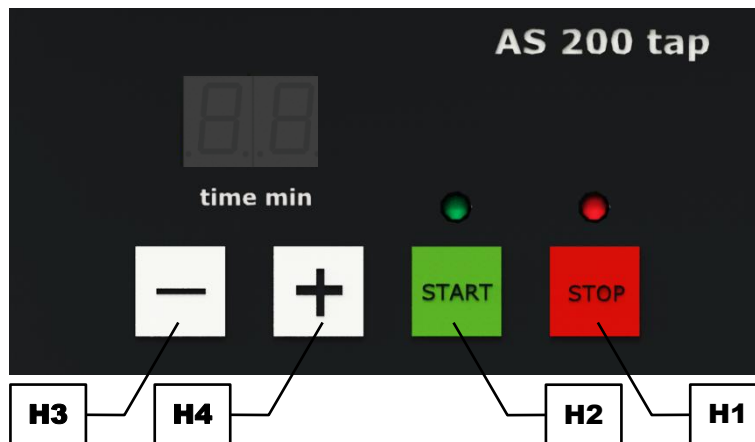 AS 200 tap
time min
− +
START STOP
H3 H4 H2 H1